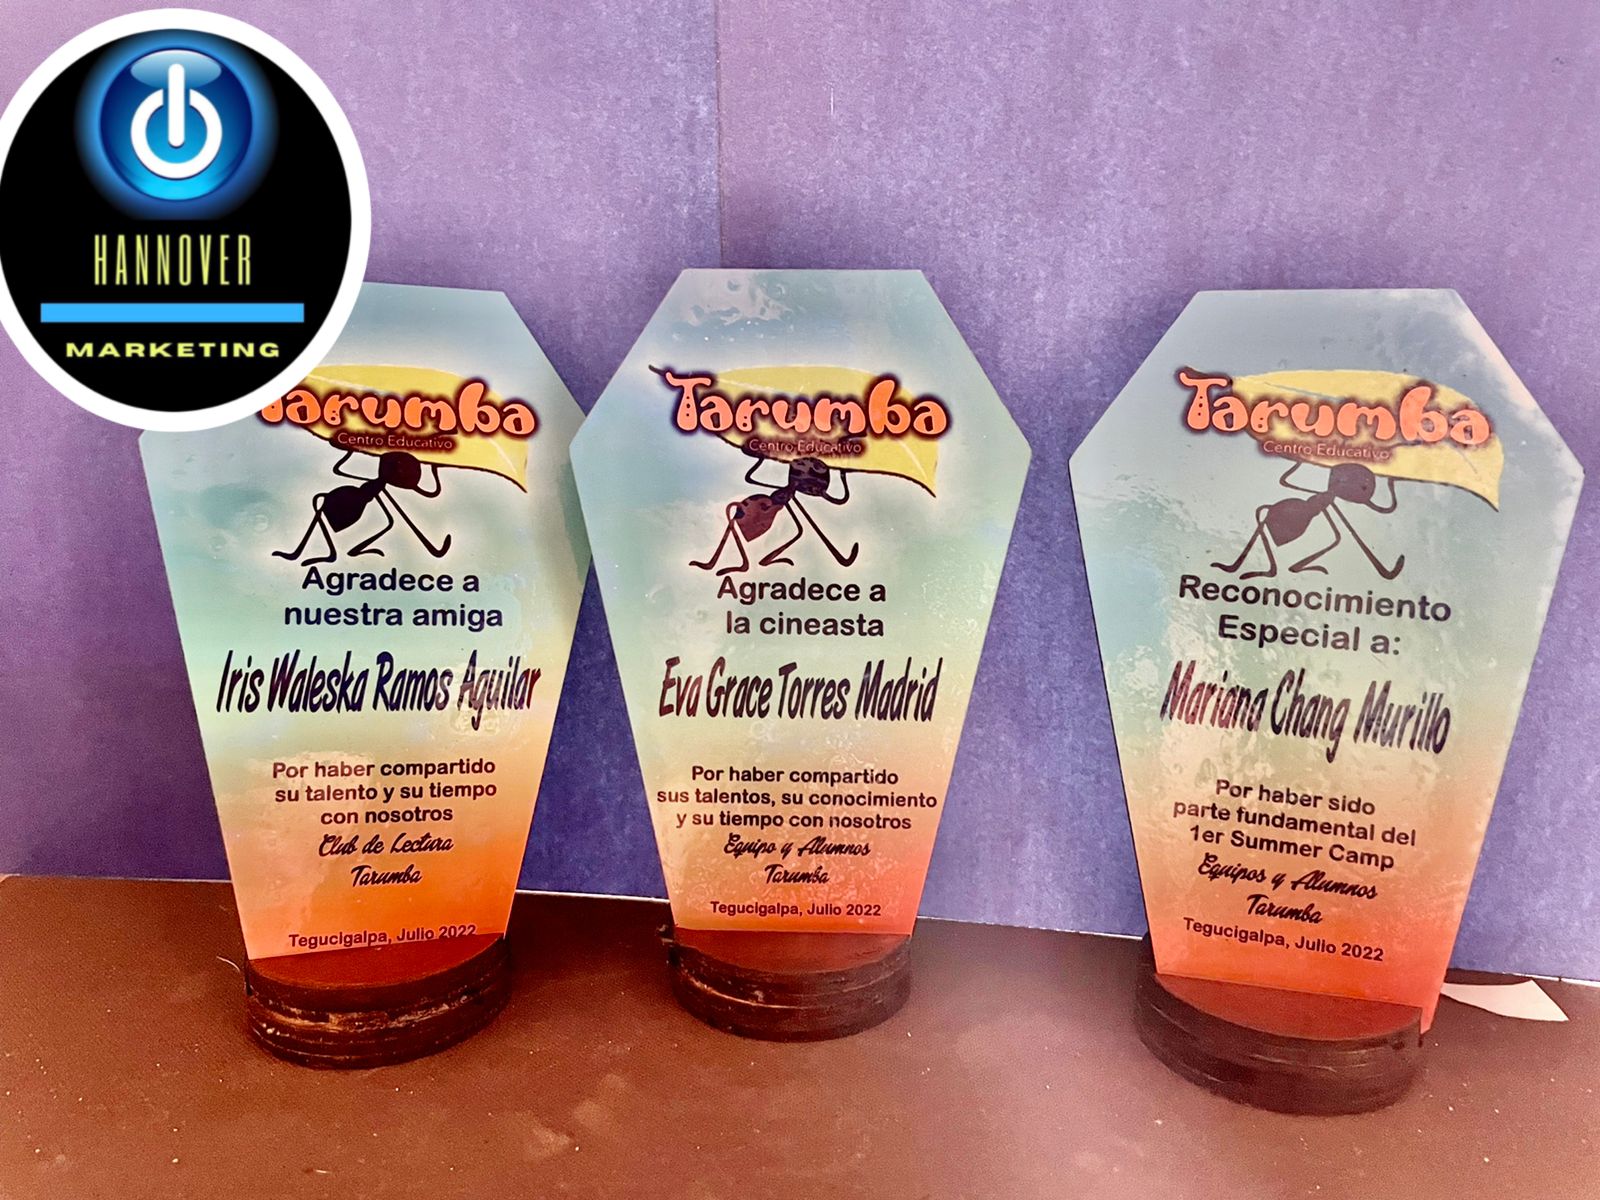 HANNOVER
MARKETING
Tarumba
Centro Educativo
Agradece a
nuestra amiga
Iris Waleska Ramos Aguilar
Por haber compartido
su talento y su tiempo
con nosotros
Club de Lectura
Tarumba
Tegucigalpa, Julio 2022
Tarumba
Centro Educativo
Agradece a
la cineasta
Eva Grace Torres Madrid
Por haber compartido
sus talentos, su conocimiento
y su tiempo con nosotros
Equipo y Alumnos
Tarumba
Tegucigalpa, Julio 2022
Tarumba
Centro Educativo
Reconocimiento
Especial a:
Mariana Chang Murillo
Por haber sido
parte fundamental del
1er Summer Camp
Equipos y Alumnos
Tarumba
Tegucigalpa, Julio 2022